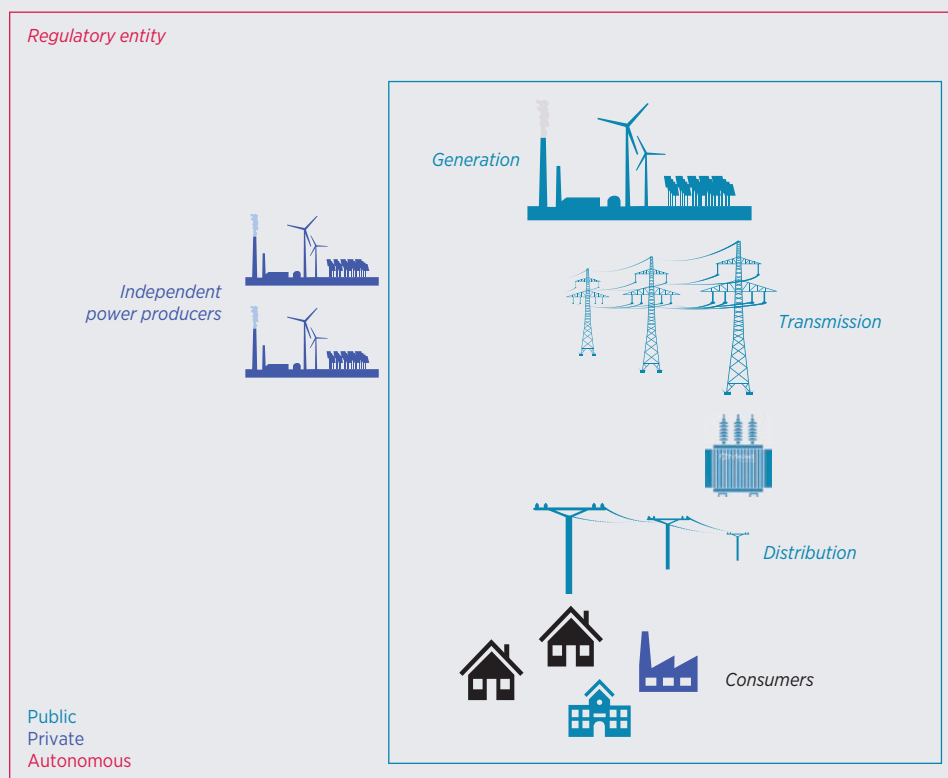 Regulatory entity
Generation
Independent
power producers
Transmission
Distribution
Consumers
Public
Private
Autonomous